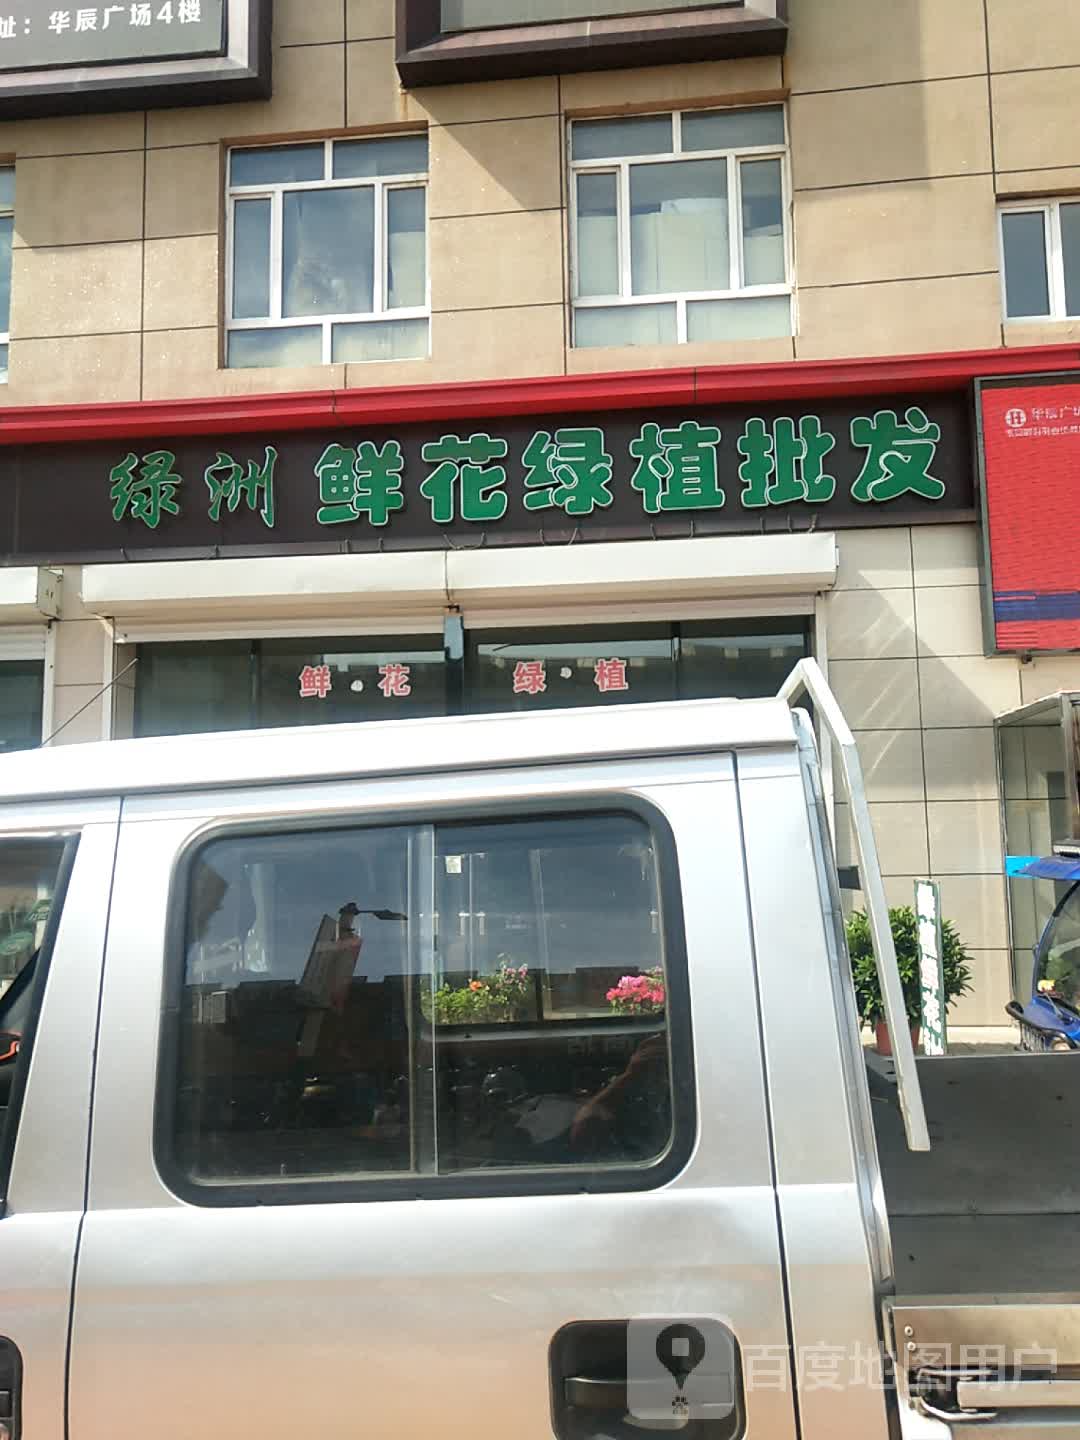 址：华辰广场4楼
绿洲 鲜花绿植批发
华辰广场
鲜·花 绿·植
百度地图用户